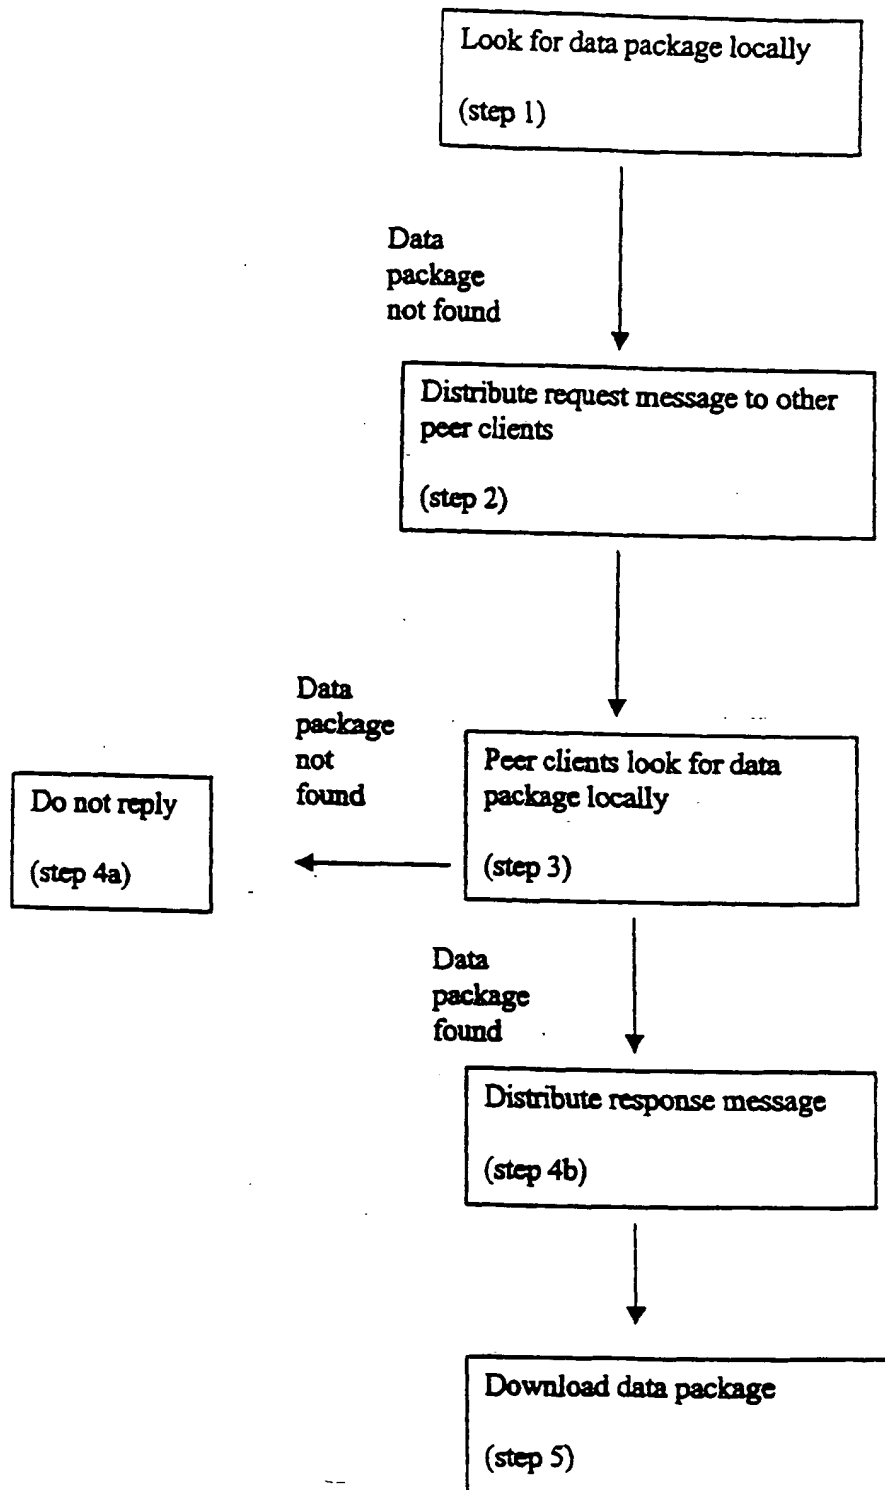 Look for data package locally
(step 1)
Data
package
not found
Distribute request message to other
peer clients
(step 2)
Data
package
not
found
Peer clients look for data
package locally
(step 3)
Do not reply
(step 4a)
Data
package
found
Distribute response message
(step 4b)
Download data package
(step 5)